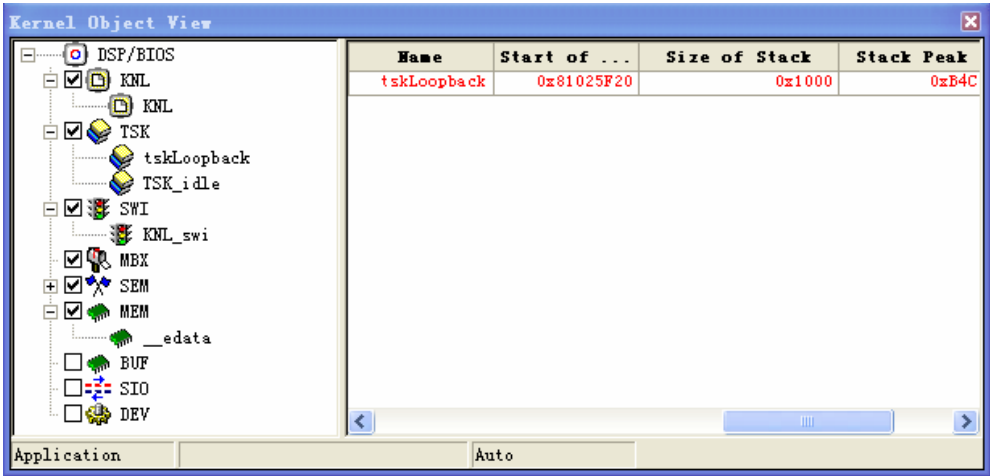 Kernel Object View
DSP/BIOS
KNL
KNL
TSK
tskLoopback
TSK_idle
SWI
KNL_swi
MBX
SEM
MEM
__edata
BUF
SIO
DEV
Name Start of ... Size of Stack Stack Peak
tskLoopback 0x81025F20 0x1000 0xB4C
Application Auto